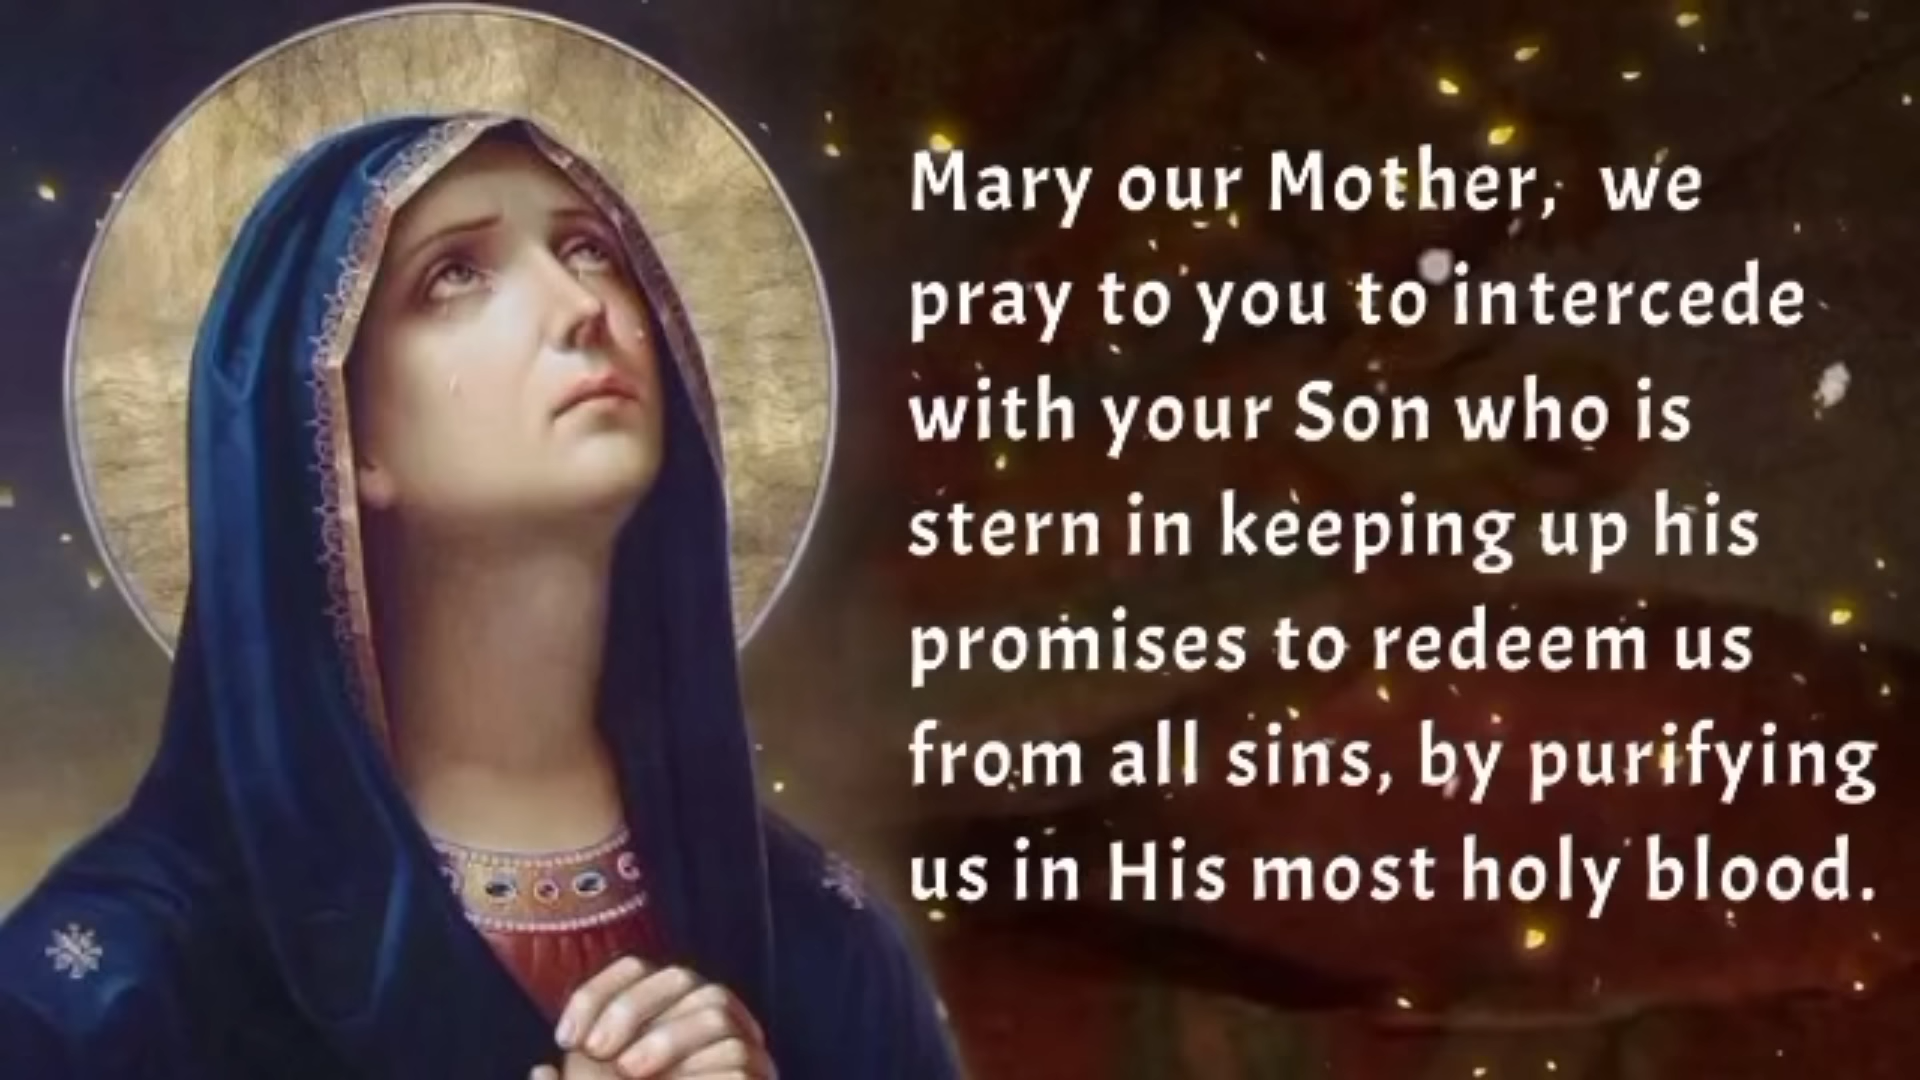 Mary our Mother, we
pray to you to intercede
with your Son who is
stern in keeping up his
promises to redeem us
from all sins, by purifying
us in His most holy blood.